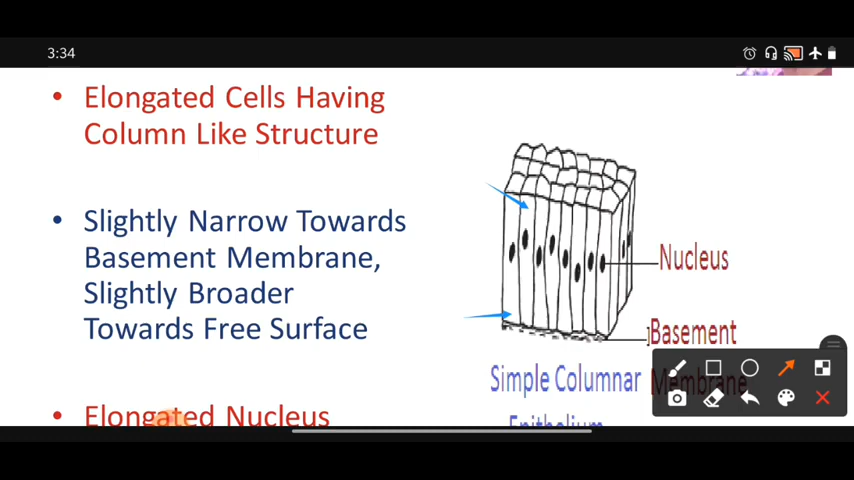 3:34
• Elongated Cells Having
Column Like Structure
• Slightly Narrow Towards
Basement Membrane,
Slightly Broader
Towards Free Surface
• Elongated Nucleus
Nucleus
Basement
Membrane
Simple Columnar
Epithelium